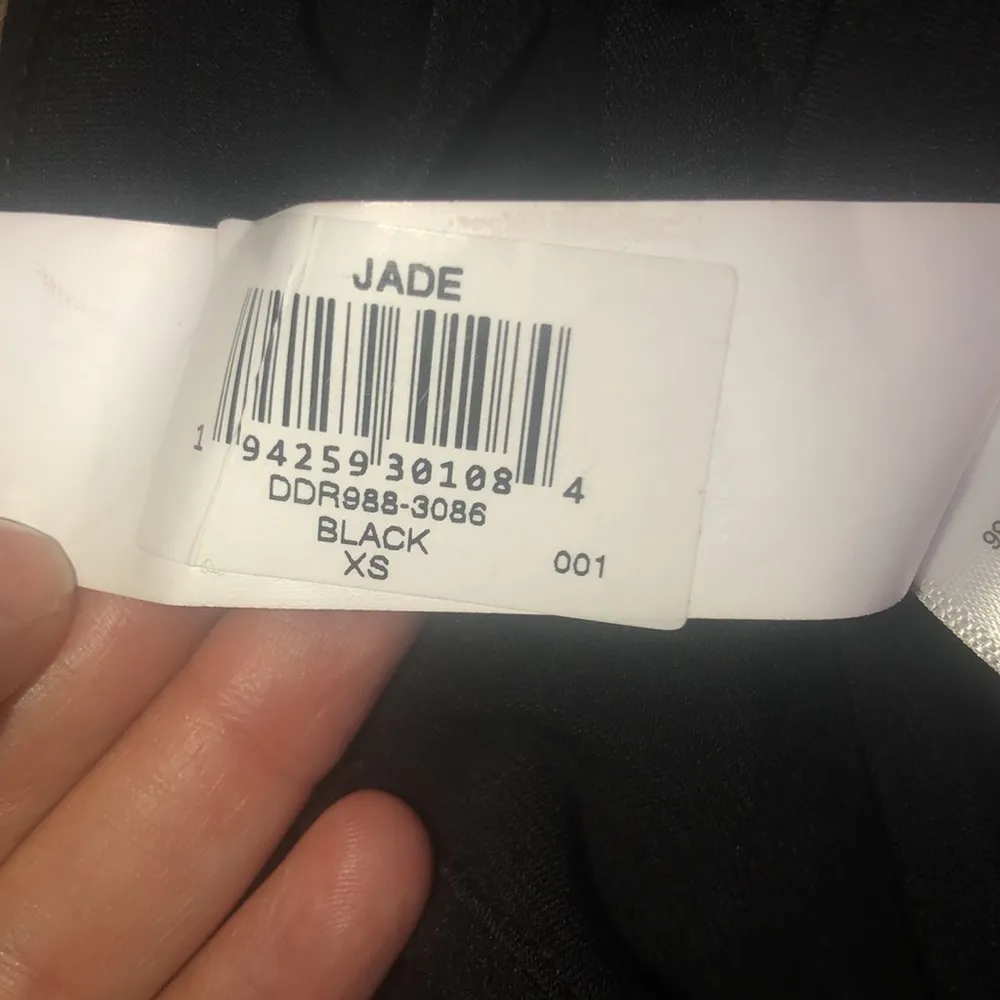 JADE
1 94259 30108 4
DDR988-3086
BLACK
XS 001